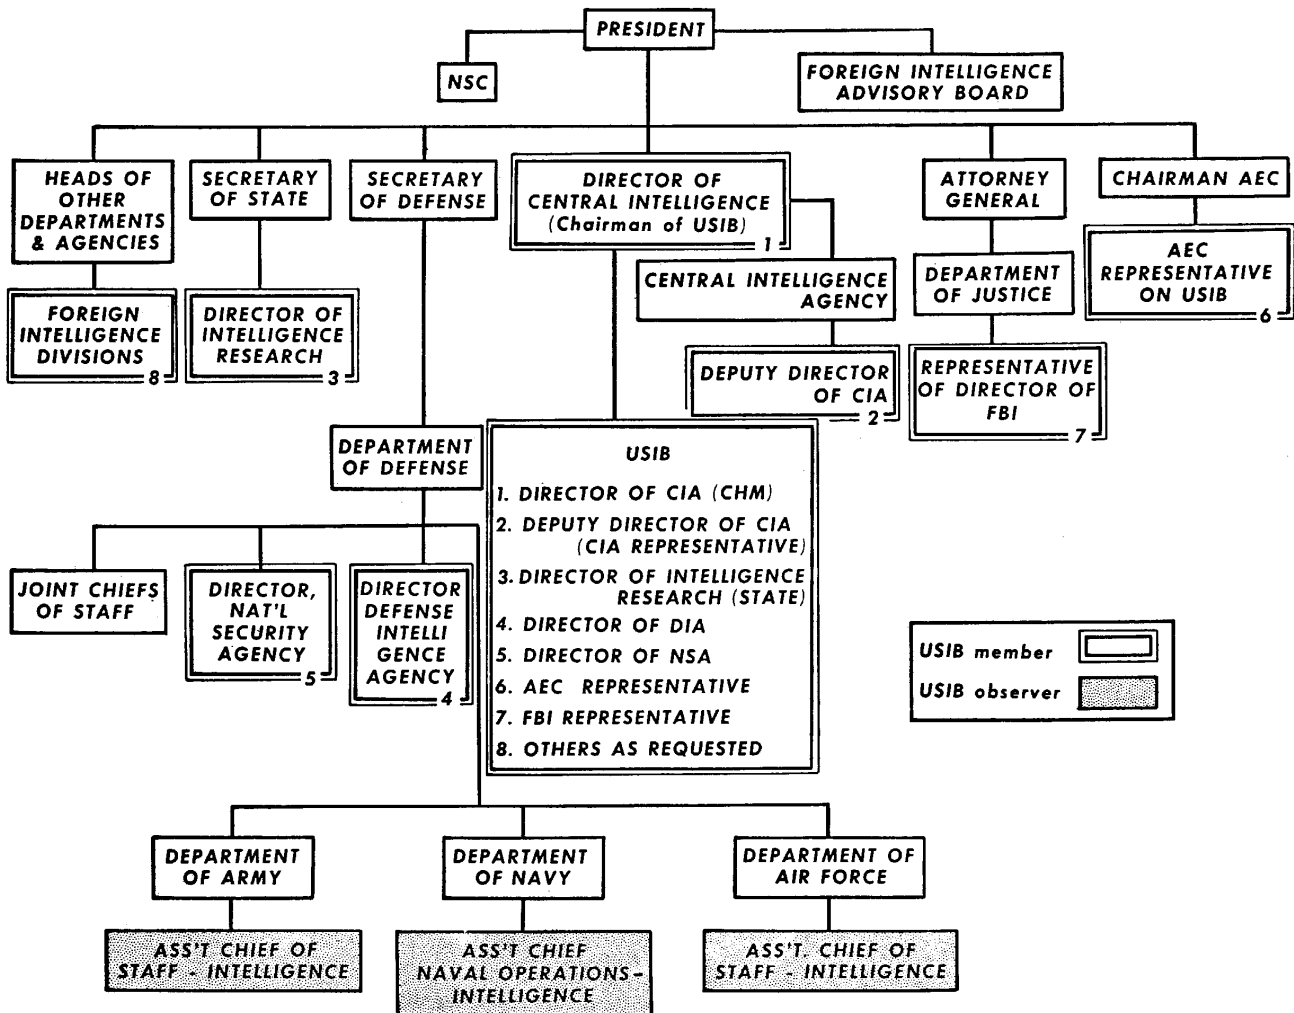 PRESIDENT
NSC
FOREIGN INTELLIGENCE
ADVISORY BOARD
HEADS OF
OTHER
DEPARTMENTS
& AGENCIES
SECRETARY
OF STATE
SECRETARY
OF DEFENSE
DIRECTOR OF
CENTRAL INTELLIGENCE
(Chairman of USIB)
1
ATTORNEY
GENERAL
CHAIRMAN AEC
FOREIGN
INTELLIGENCE
DIVISIONS
8
DIRECTOR OF
INTELLIGENCE
RESEARCH
3
CENTRAL INTELLIGENCE
AGENCY
DEPARTMENT
OF JUSTICE
AEC
REPRESENTATIVE
ON USIB
6
DEPUTY DIRECTOR
OF CIA
2
REPRESENTATIVE
OF DIRECTOR OF
FBI
7
DEPARTMENT
OF DEFENSE
JOINT CHIEFS
OF STAFF
DIRECTOR,
NAT'L
SECURITY
AGENCY
5
DIRECTOR
DEFENSE
INTELLI
GENCE
AGENCY
4
USIB
1. DIRECTOR OF CIA (CHM)
2. DEPUTY DIRECTOR OF CIA
(CIA REPRESENTATIVE)
3. DIRECTOR OF INTELLIGENCE
RESEARCH (STATE)
4. DIRECTOR OF DIA
5. DIRECTOR OF NSA
6. AEC REPRESENTATIVE
7. FBI REPRESENTATIVE
8. OTHERS AS REQUESTED
USIB member
USIB observer
DEPARTMENT
OF ARMY
DEPARTMENT
OF NAVY
DEPARTMENT OF
AIR FORCE
ASS'T CHIEF OF
STAFF - INTELLIGENCE
ASS'T CHIEF
NAVAL OPERATIONS-
INTELLIGENCE
ASS'T. CHIEF OF
STAFF - INTELLIGENCE